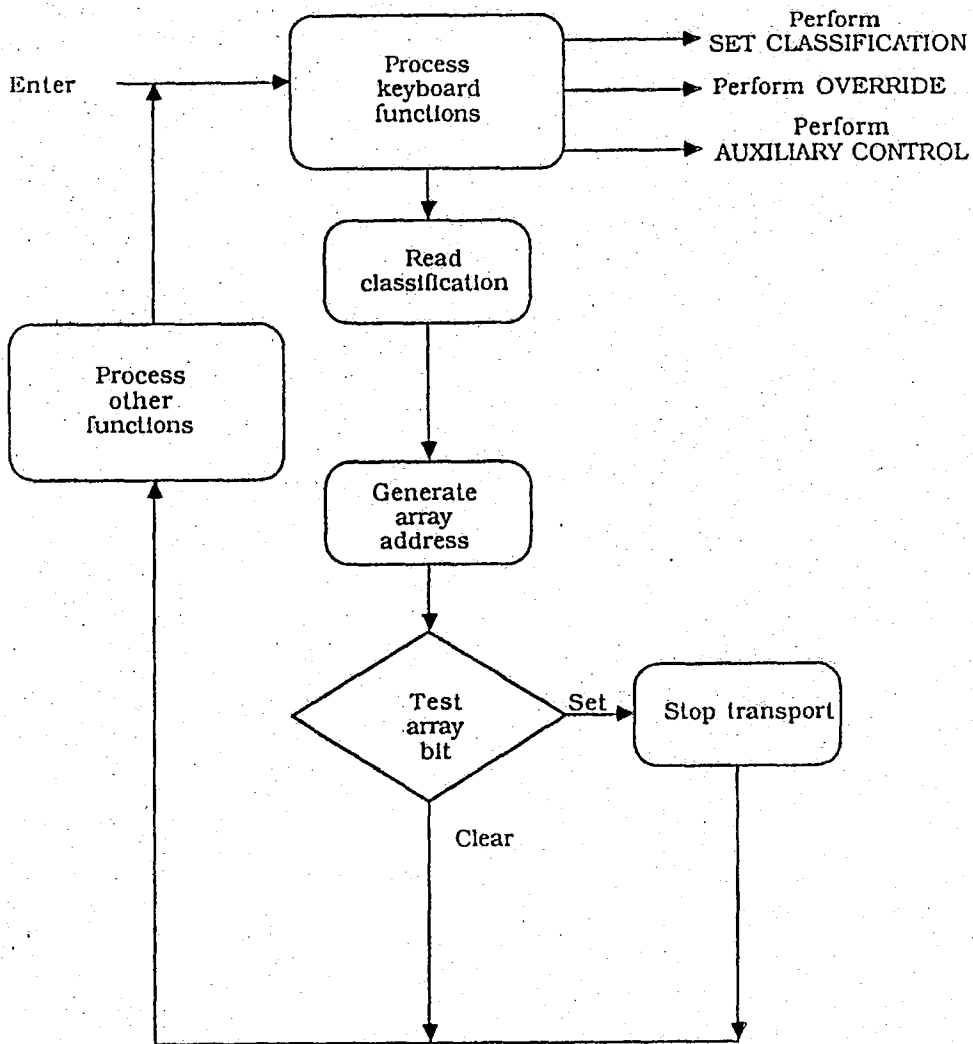 Perform
SET CLASSIFICATION
Enter
Process
keyboard
functions
Perform OVERRIDE
Perform
AUXILIARY CONTROL
Read
classification
Process
other
functions
Generate
array
address
Test
array
bit
Set
Stop transport
Clear